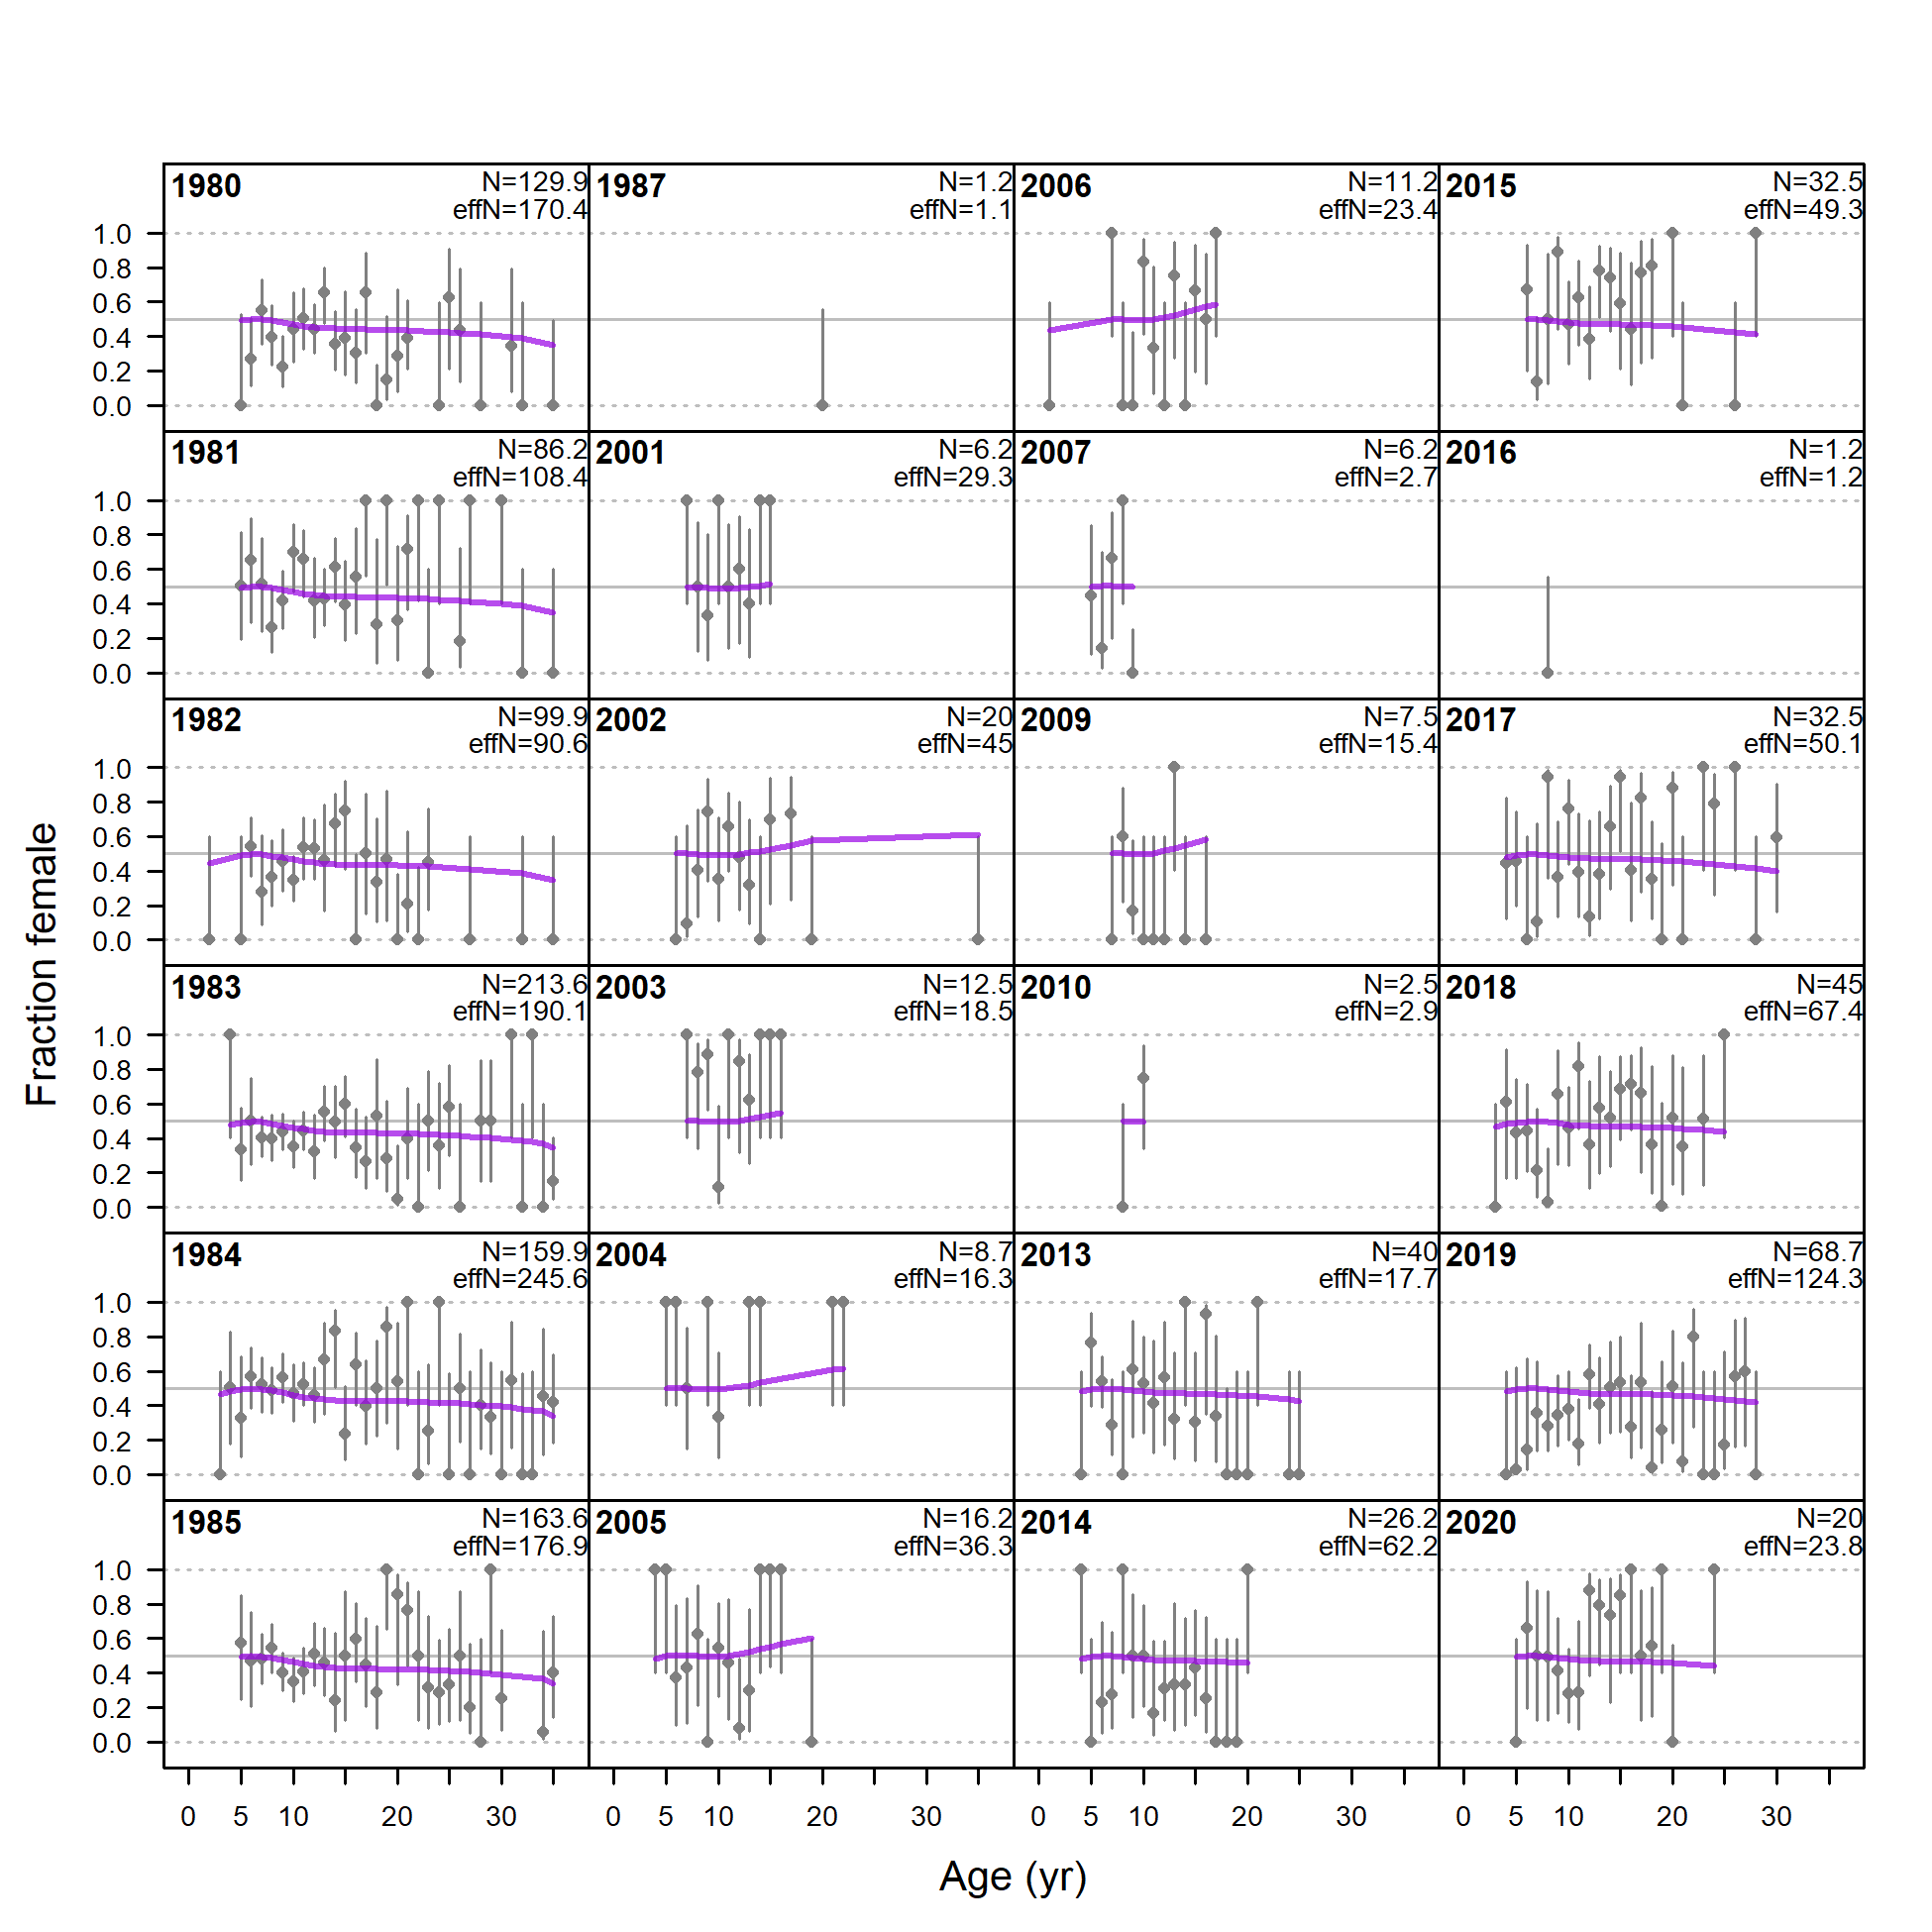 1980 N=129.9 1987 N=1.2 2006 N=11.2 2015 N=32.5
effN=170.4 effN=1.1 effN=23.4 effN=49.3
1.0
0.8
0.6
0.4
0.2
0.0
1981 N=86.2 2001 N=6.2 2007 N=6.2 2016 N=1.2
effN=108.4 effN=29.3 effN=2.7 effN=1.2
1.0
0.8
0.6
0.4
0.2
0.0
1982 N=99.9 2002 N=20 2009 N=7.5 2017 N=32.5
effN=90.6 effN=45 effN=15.4 effN=50.1
1.0
0.8
0.6
0.4
0.2
0.0
Fraction female
1983 N=213.6 2003 N=12.5 2010 N=2.5 2018 N=45
effN=190.1 effN=18.5 effN=2.9 effN=67.4
1.0
0.8
0.6
0.4
0.2
0.0
1984 N=159.9 2004 N=8.7 2013 N=40 2019 N=68.7
effN=245.6 effN=16.3 effN=17.7 effN=124.3
1.0
0.8
0.6
0.4
0.2
0.0
1985 N=163.6 2005 N=16.2 2014 N=26.2 2020 N=20
effN=176.9 effN=36.3 effN=62.2 effN=23.8
1.0
0.8
0.6
0.4
0.2
0.0
0 5 10 20 30 0 5 10 20 30 0 5 10 20 30 0 5 10 20 30
Age (yr)